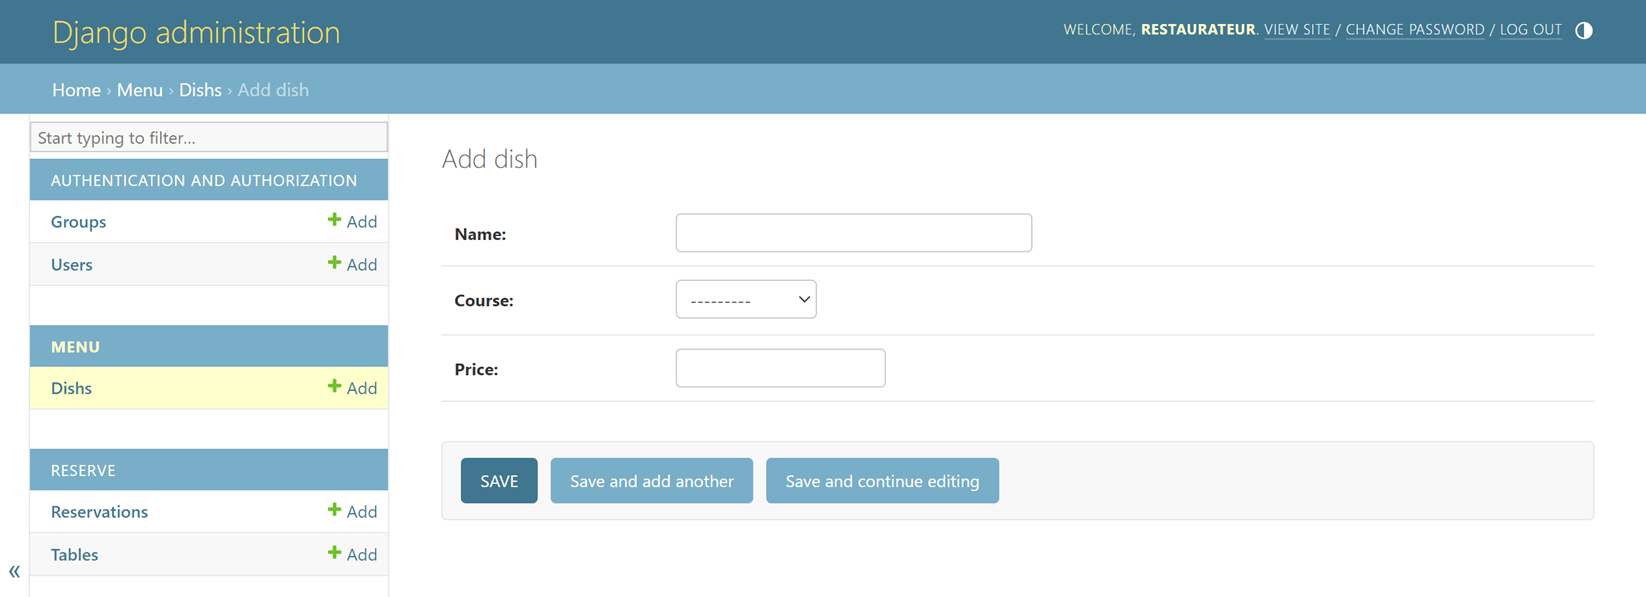 Django administration
WELCOME, RESTAURATEUR. VIEW SITE / CHANGE PASSWORD / LOG OUT
Home › Menu › Dishs › Add dish
Start typing to filter...
AUTHENTICATION AND AUTHORIZATION
Groups + Add
Users + Add
MENU
Dishs + Add
RESERVE
Reservations + Add
Tables + Add
«
Add dish
Name:
Course: ---------
Price:
SAVE Save and add another Save and continue editing